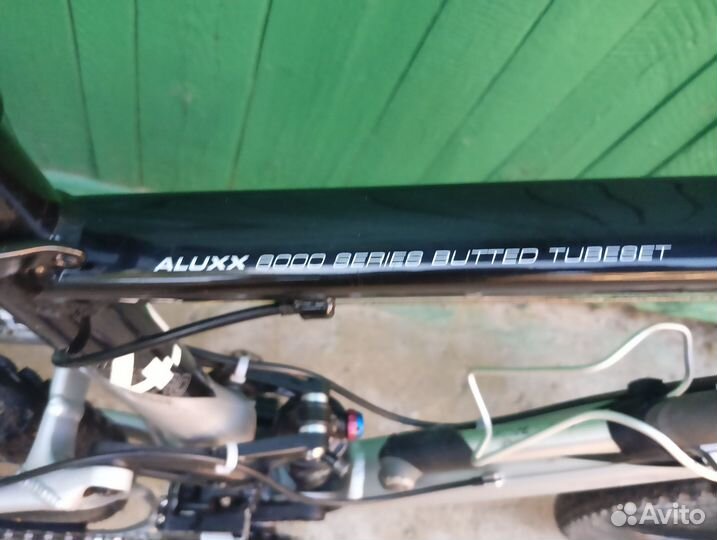 ALUXX 6000 SERIES BUTTED TUBESET
Avito